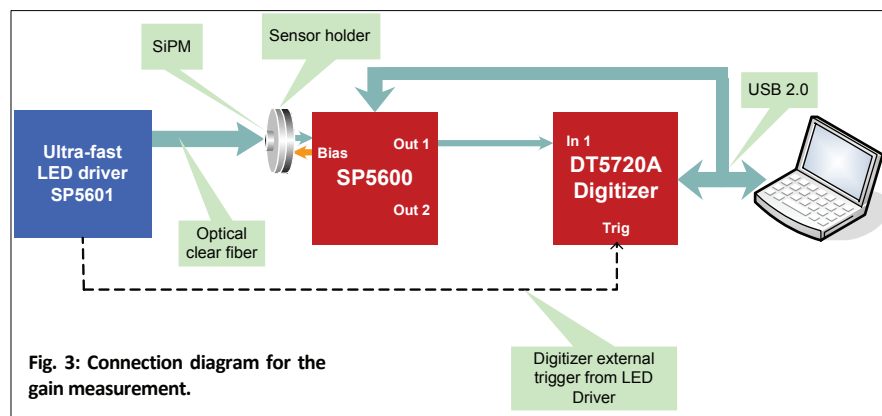 Sensor holder
SiPM
USB 2.0
Ultra-fast
LED driver
SP5601
Bias
Out 1
SP5600
Out 2
In 1
DT5720A
Digitizer
Trig
Optical
clear fiber
Fig. 3: Connection diagram for the
gain measurement.
Digitizer external
trigger from LED
Driver